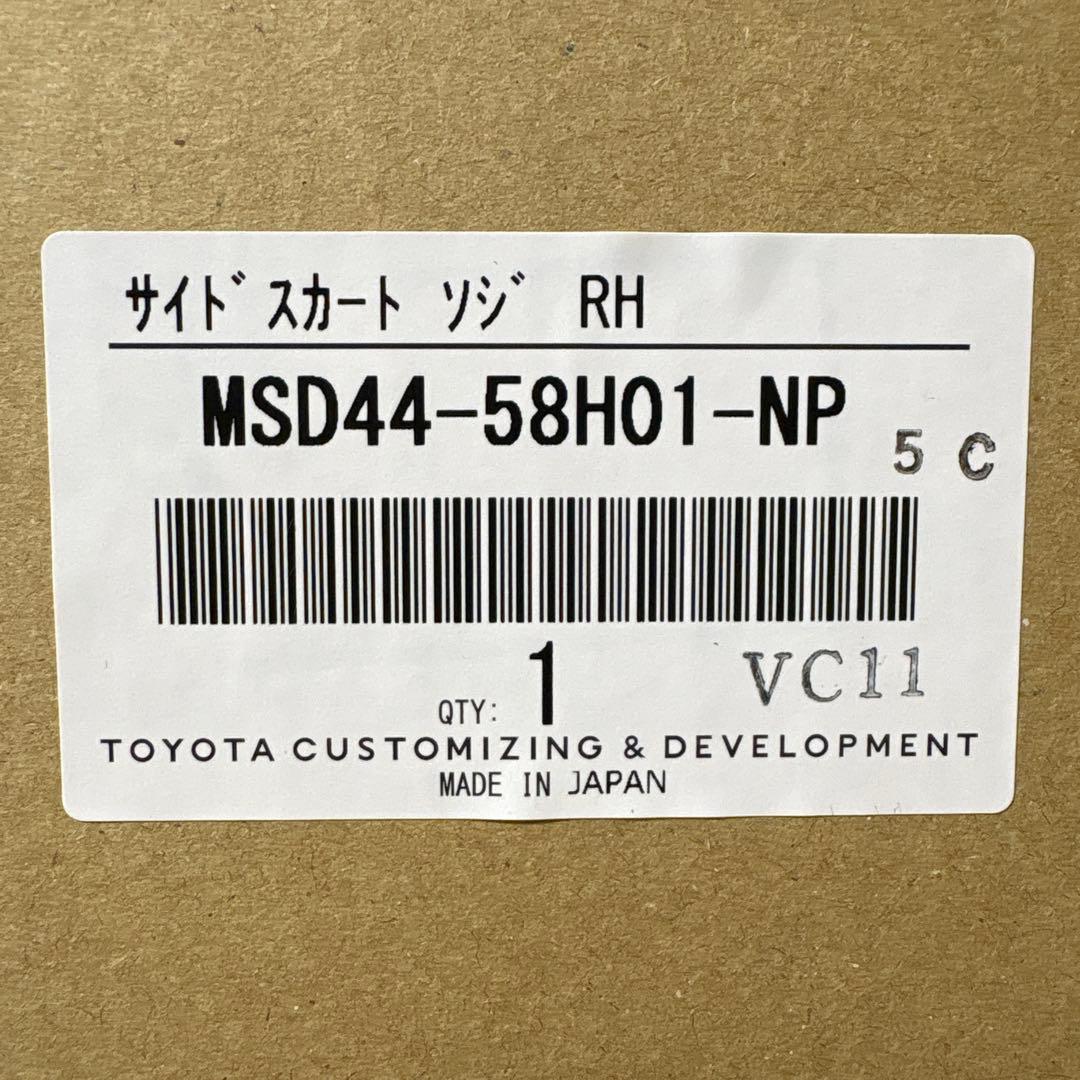 サイドスカート ソジ RH
MSD44-58H01-NP
5 C
QTY: 1
VC11
TOYOTA CUSTOMIZING & DEVELOPMENT
MADE IN JAPAN